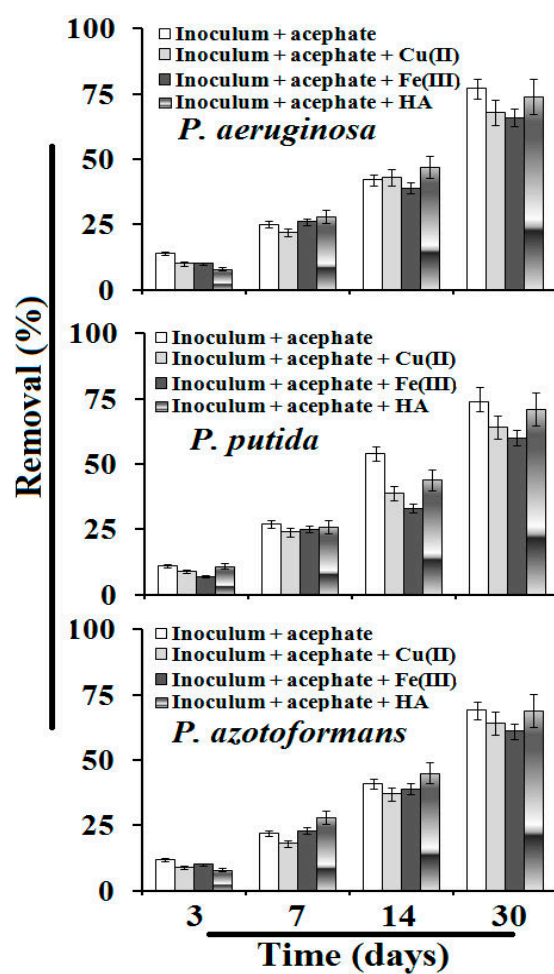 Removal (%)
100
75
50
25
0
Inoculum + acephate
Inoculum + acephate + Cu(II)
Inoculum + acephate + Fe(III)
Inoculum + acephate + HA
P. aeruginosa
100
75
50
25
0
Inoculum + acephate
Inoculum + acephate + Cu(II)
Inoculum + acephate + Fe(III)
Inoculum + acephate + HA
P. putida
100
75
50
25
0
Inoculum + acephate
Inoculum + acephate + Cu(II)
Inoculum + acephate + Fe(III)
Inoculum + acephate + HA
P. azotoformans
3 7 14 30
Time (days)